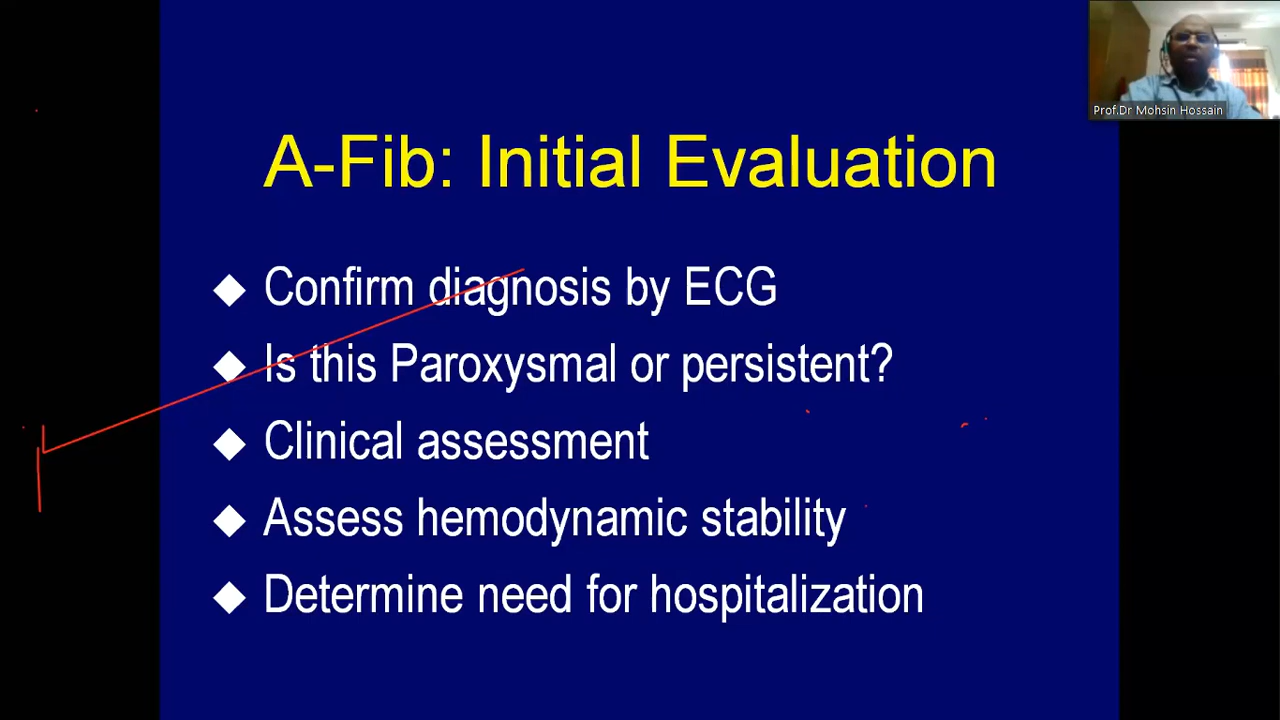 Prof.Dr Mohsin Hossain
A-Fib: Initial Evaluation
Confirm diagnosis by ECG
Is this Paroxysmal or persistent?
Clinical assessment
Assess hemodynamic stability
Determine need for hospitalization